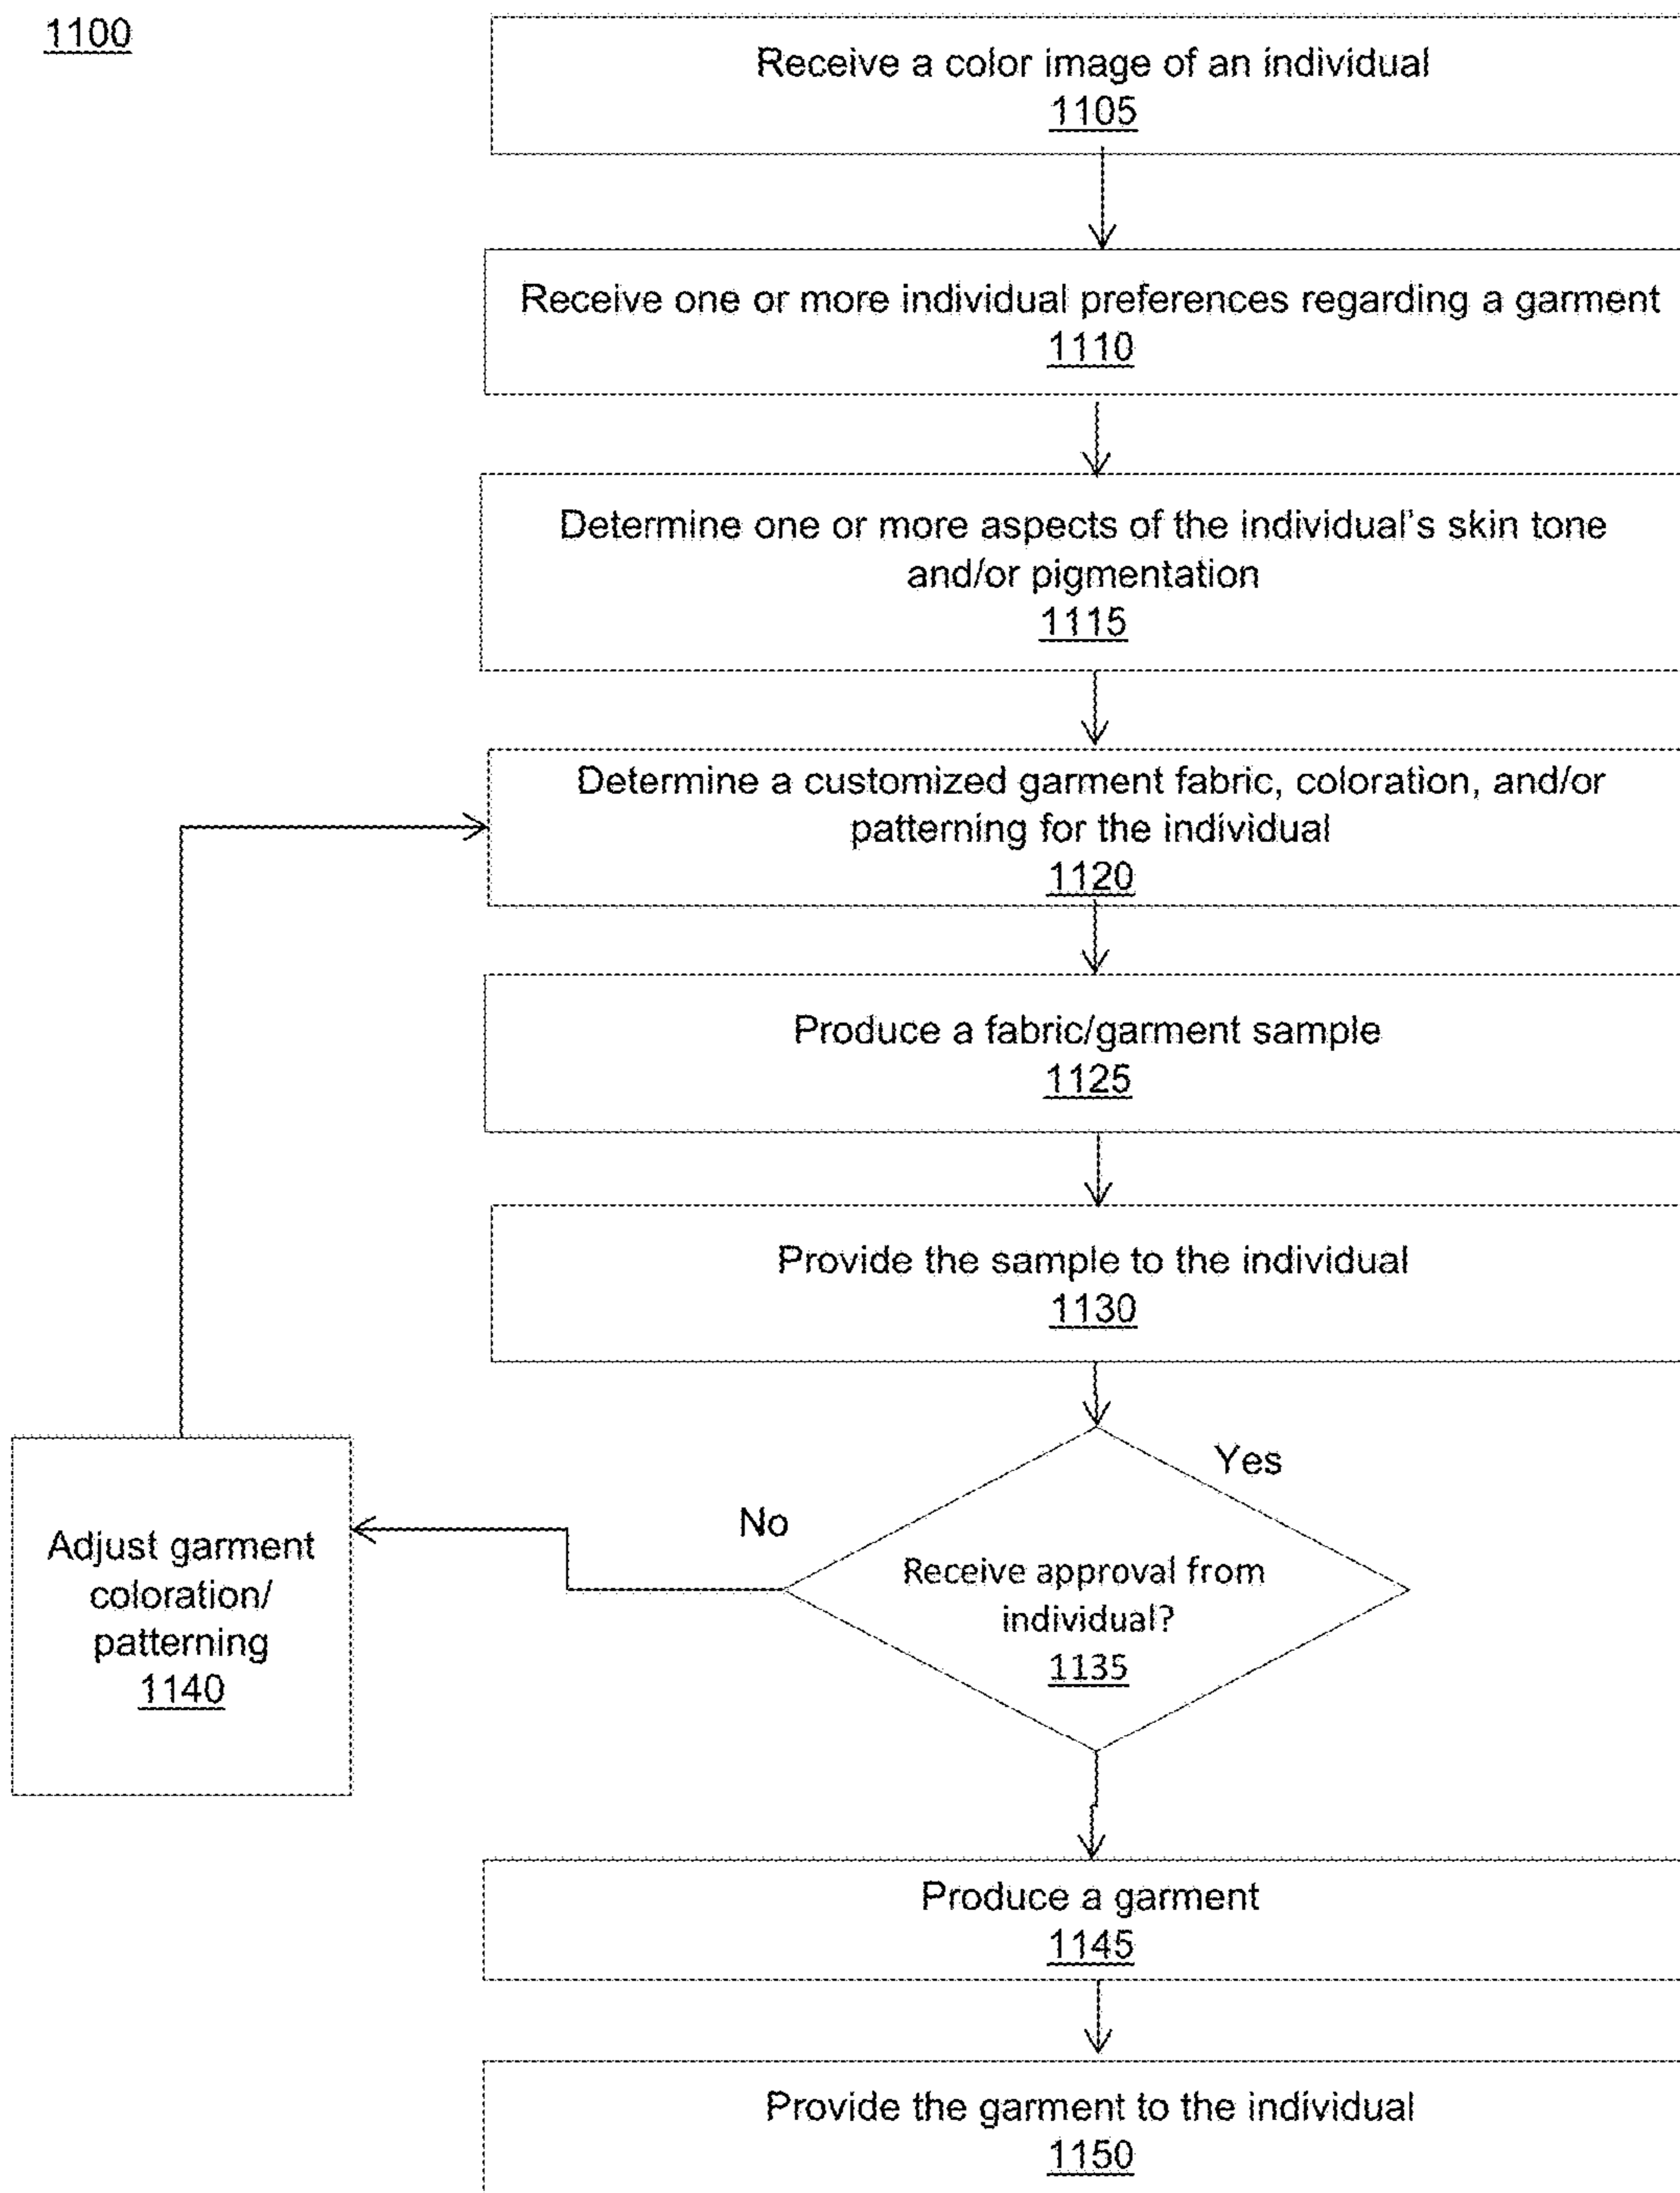 1100
Receive a color image of an individual
1105
Receive one or more individual preferences regarding a garment
1110
Determine one or more aspects of the individual's skin tone
and/or pigmentation
1115
Determine a customized garment fabric, coloration, and/or
patterning for the individual
1120
Produce a fabric/garment sample
1125
Provide the sample to the individual
1130
Yes
No
Receive approval from
individual?
1135
Adjust garment
coloration/
patterning
1140
Produce a garment
1145
Provide the garment to the individual
1150